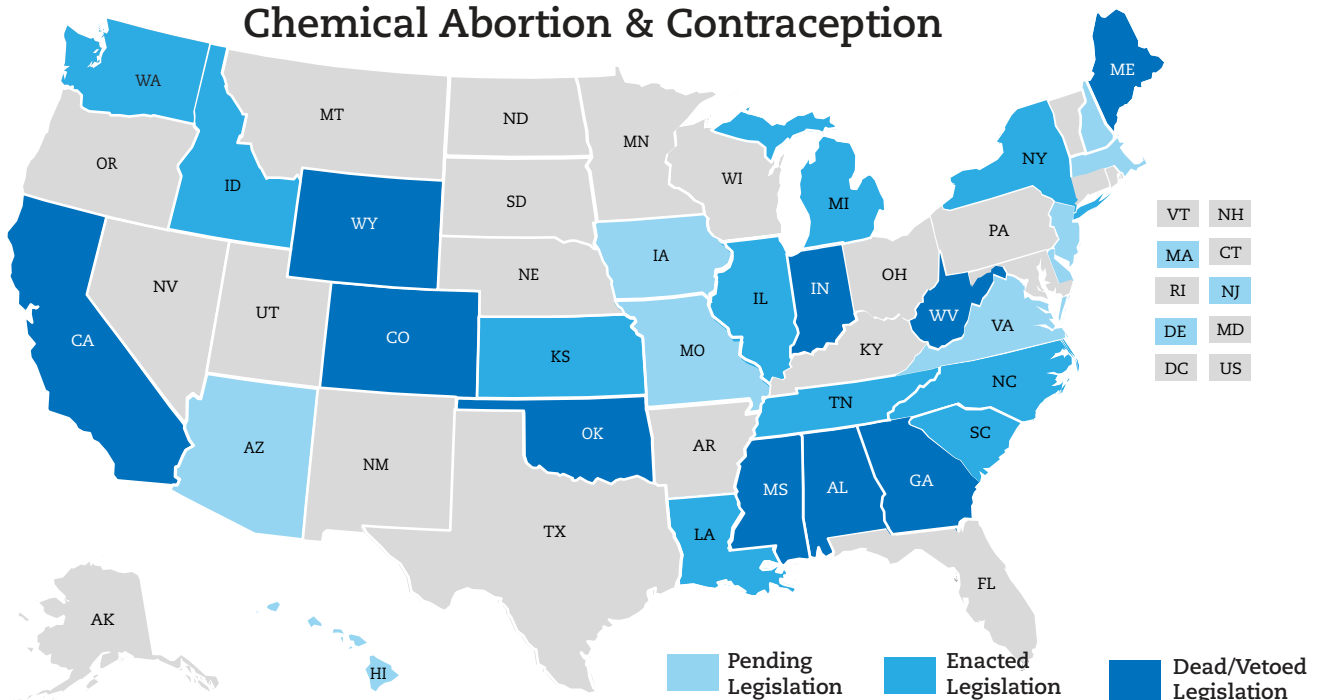 Chemical Abortion & Contraception
ME
WA
MT
ND
MN
OR
NY
ID
WI
SD
MI
WY
VT NH
PA
MA CT
IA
NE
OH
NV
IL
IN
RI NJ
UT
WV
VA
DE MD
CO
CA
KY
MO
KS
DC US
NC
TN
SC
OK
AZ
AR
NM
GA
MS
AL
TX
LA
FL
AK
HI
Pending
Legislation
Enacted
Legislation
Dead/Vetoed
Legislation